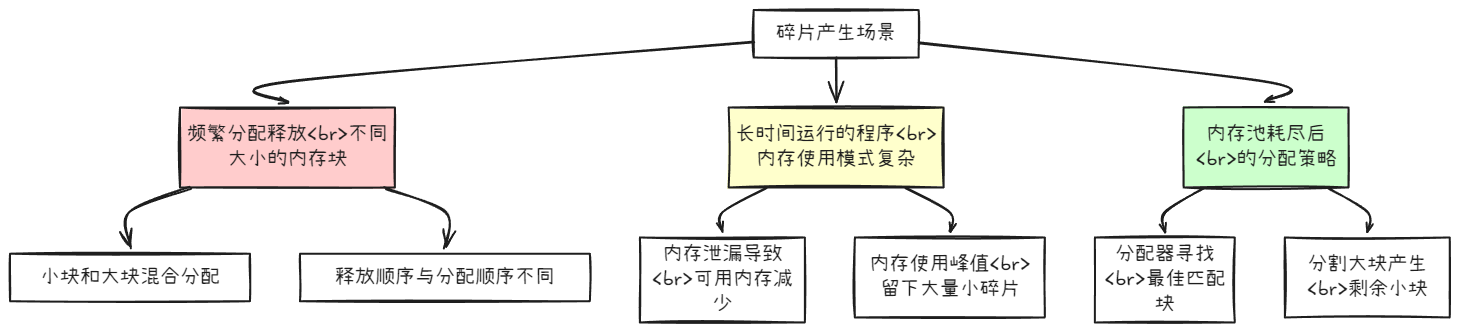 碎片产生场景
频繁分配释放<br>不同
大小的内存块
长时间运行的程序<br>
内存使用模式复杂
内存池耗尽后
<br>的分配策略
小块和大块混合分配
释放顺序与分配顺序不同
内存泄漏导致
<br>可用内存减
少
内存使用峰值<br>
留下大量小碎片
分配器寻找
<br>最佳匹配
块
分割大块产生
<br>剩余小块